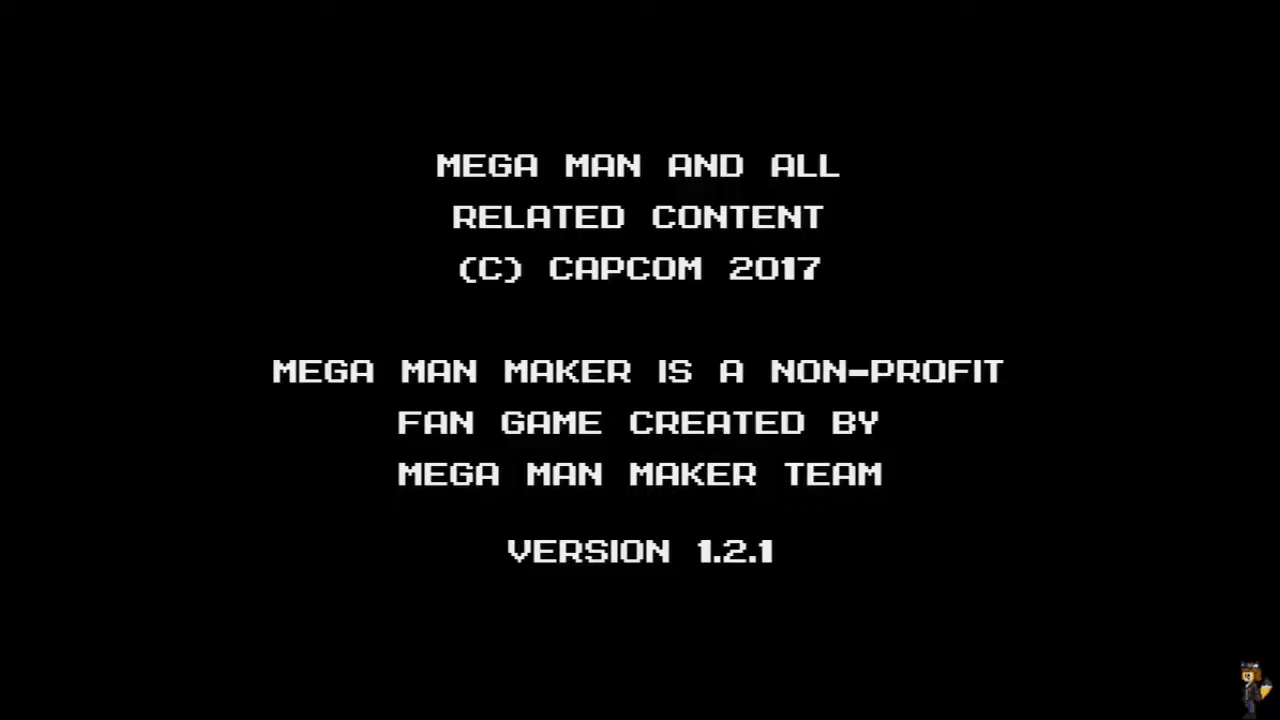 MEGA MAN AND ALL
RELATED CONTENT
(C) CAPCOM 2017
MEGA MAN MAKER IS A NON-PROFIT
FAN GAME CREATED BY
MEGA MAN MAKER TEAM
VERSION 1.2.1